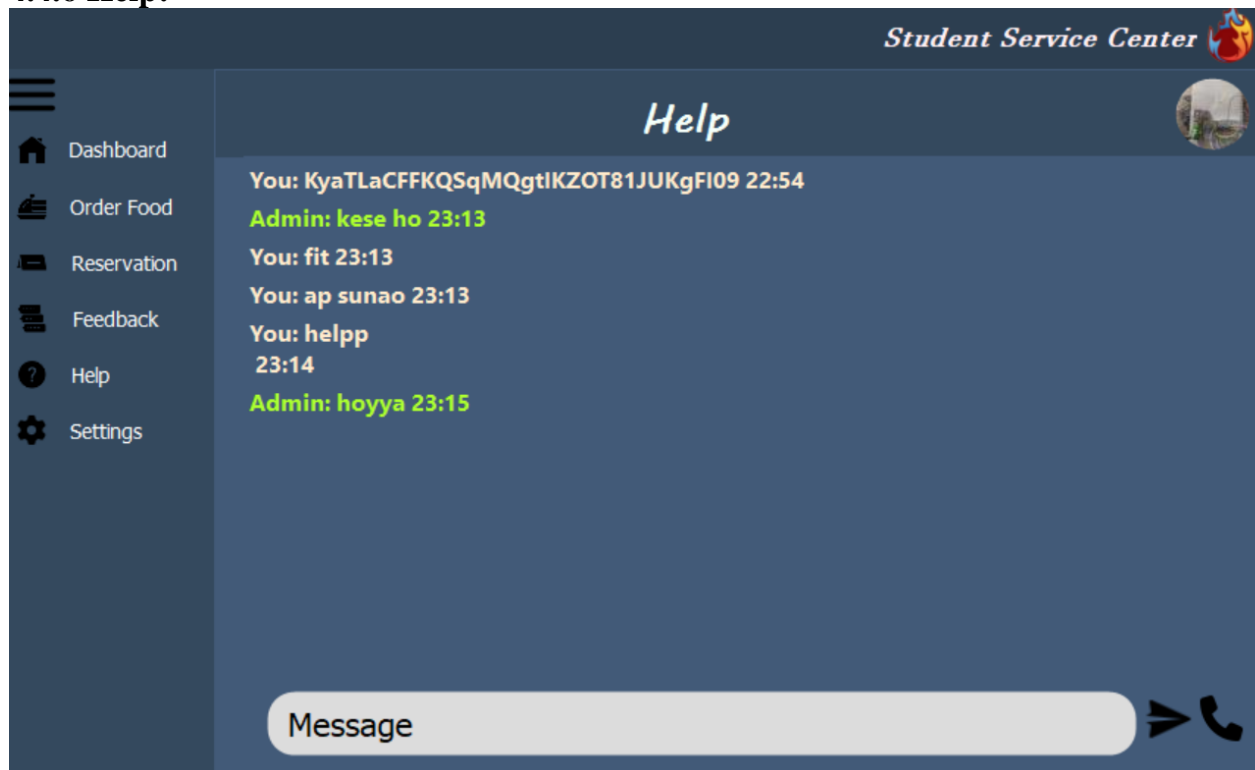 Help:
Student Service Center
Help
Dashboard
Order Food
Reservation
Feedback
Help
Settings
You: KyaTLaCFFKQSqMQgtIKZOT81JUKgFI09 22:54
Admin: kese ho 23:13
You: fit 23:13
You: ap sunao 23:13
You: helpp
23:14
Admin: hoyya 23:15
Message